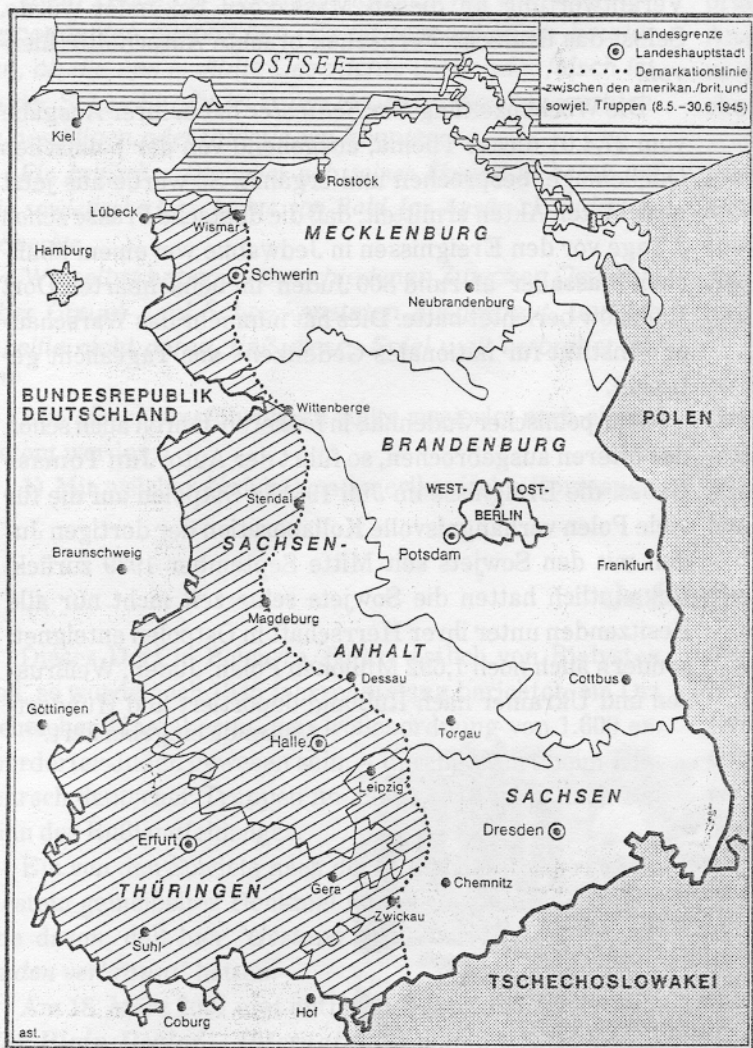 Landesgrenze
Landeshauptstadt
Demarkationslinie
zwischen den amerikan./brit.und
sowjet. Truppen (8.5.–30.6.1945)
OSTSEE
Kiel
Rostock
Lübeck
Wismar
MECKLENBURG
Hamburg
Schwerin
Neubrandenburg
BUNDESREPUBLIK
DEUTSCHLAND
Wittenberge
POLEN
BRANDENBURG
WEST-
OST-
BERLIN
Stendal
SACHSEN
Potsdam
Braunschweig
Frankfurt
Magdeburg
ANHALT
Dessau
Cottbus
Göttingen
Torgau
Halle
Leipzig
SACHSEN
Erfurt
Dresden
THÜRINGEN
Gera
Chemnitz
Zwickau
Suhl
TSCHECHOSLOWAKEI
Hof
Coburg
ast.